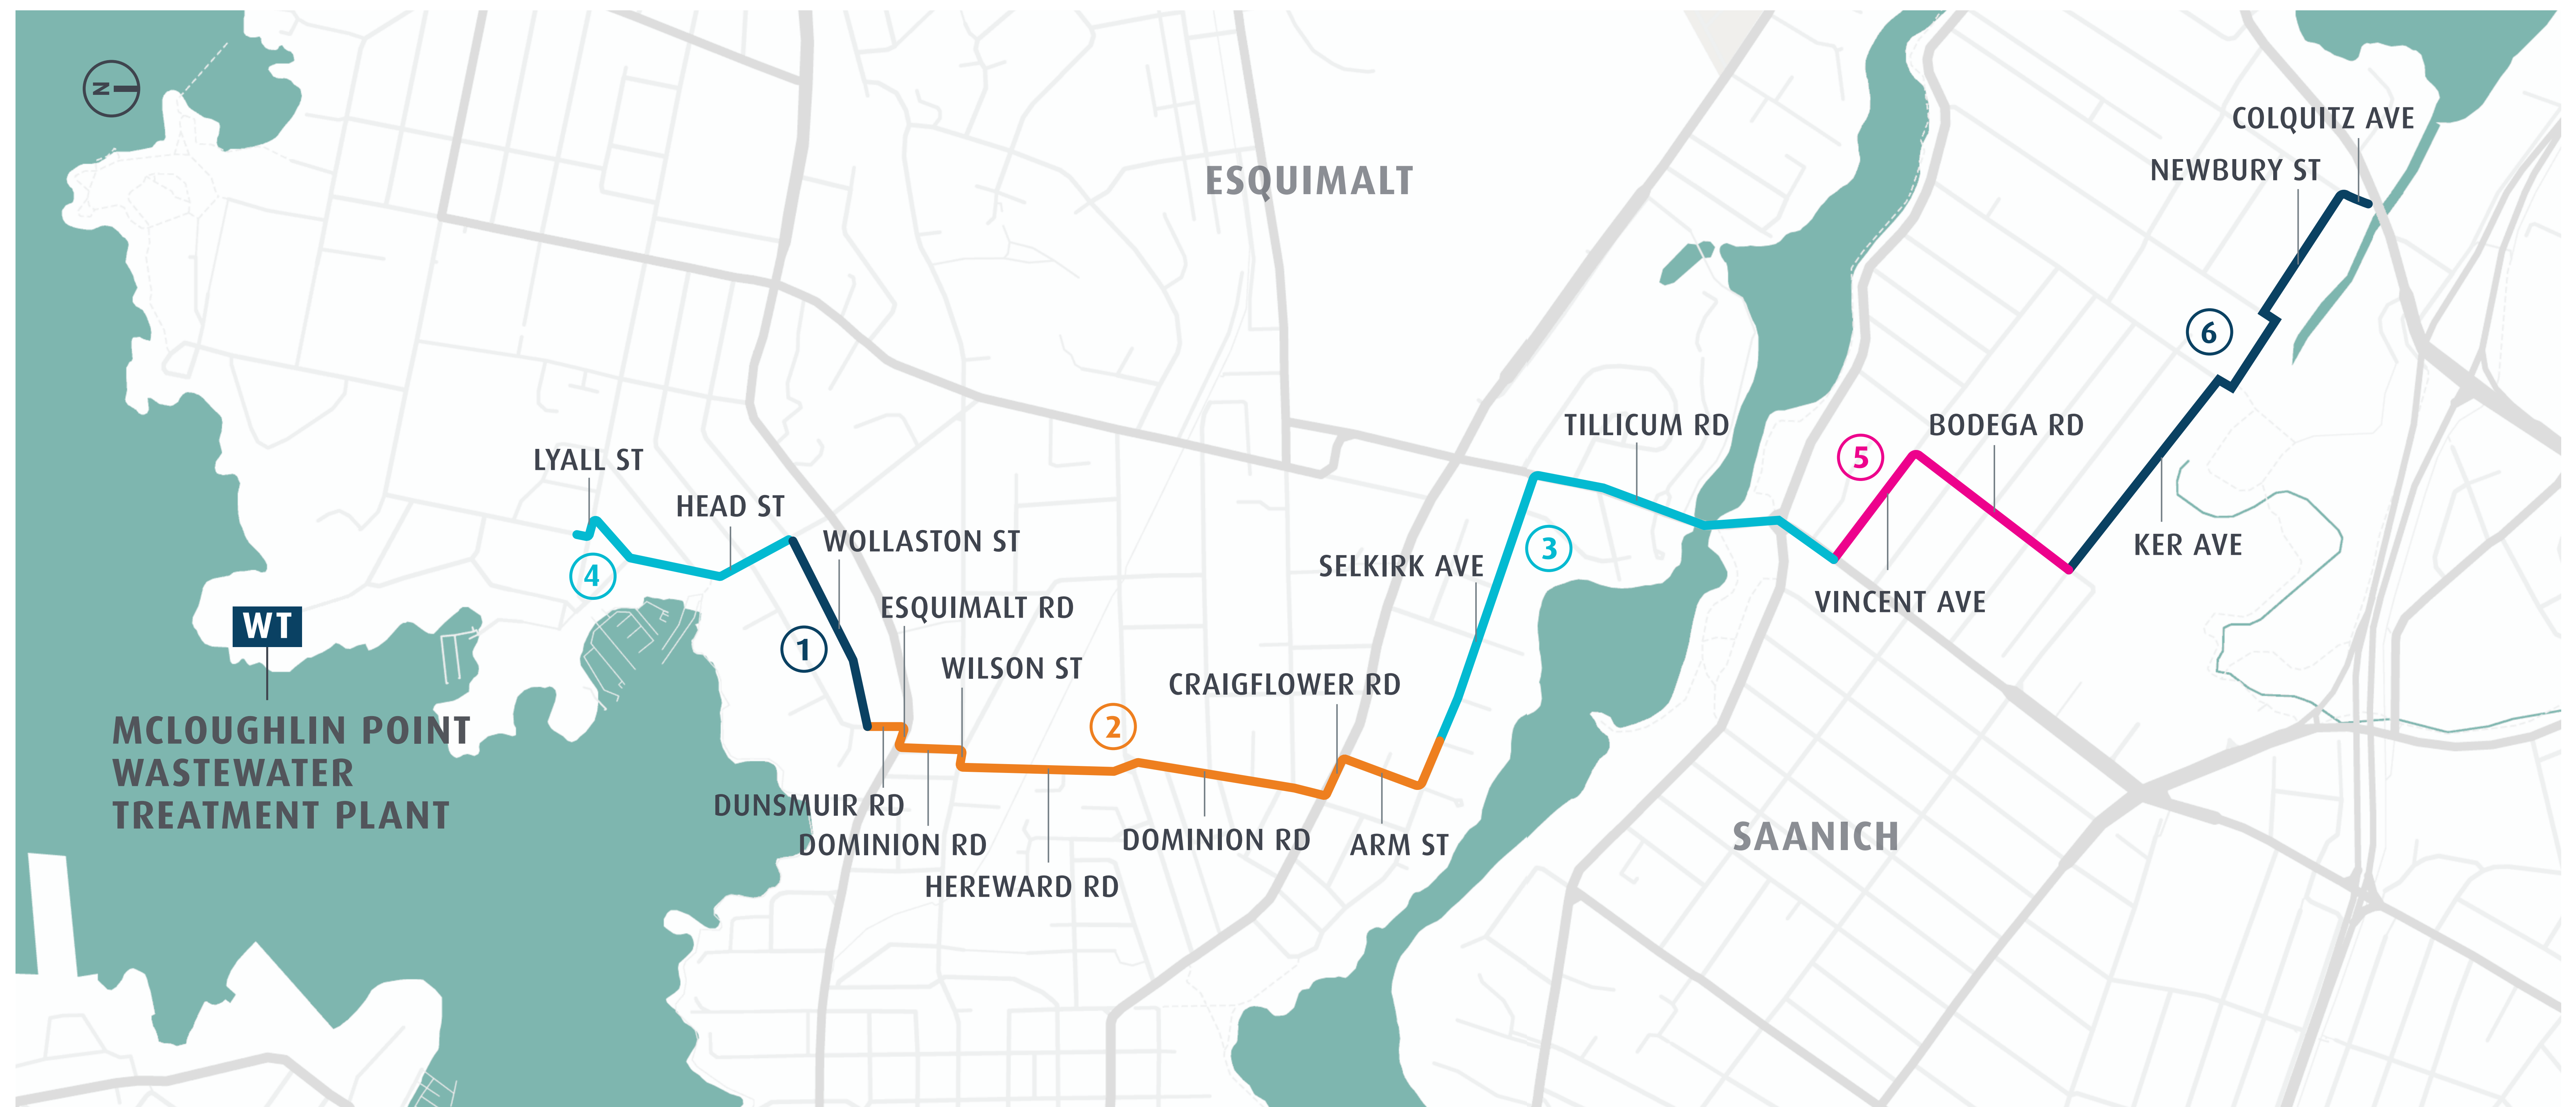 N
COLQUITZ AVE
NEWBURY ST
ESQUIMALT
6
TILLICUM RD
BODEGA RD
5
LYALL ST
HEAD ST
WOLLASTON ST
3
KER AVE
SELKIRK AVE
4
VINCENT AVE
ESQUIMALT RD
WT
1
WILSON ST
CRAIGFLOWER RD
2
MCLOUGHLIN POINT
WASTEWATER
TREATMENT PLANT
DUNSMUIR RD
DOMINION RD
DOMINION RD
ARM ST
SAANICH
HEREWARD RD